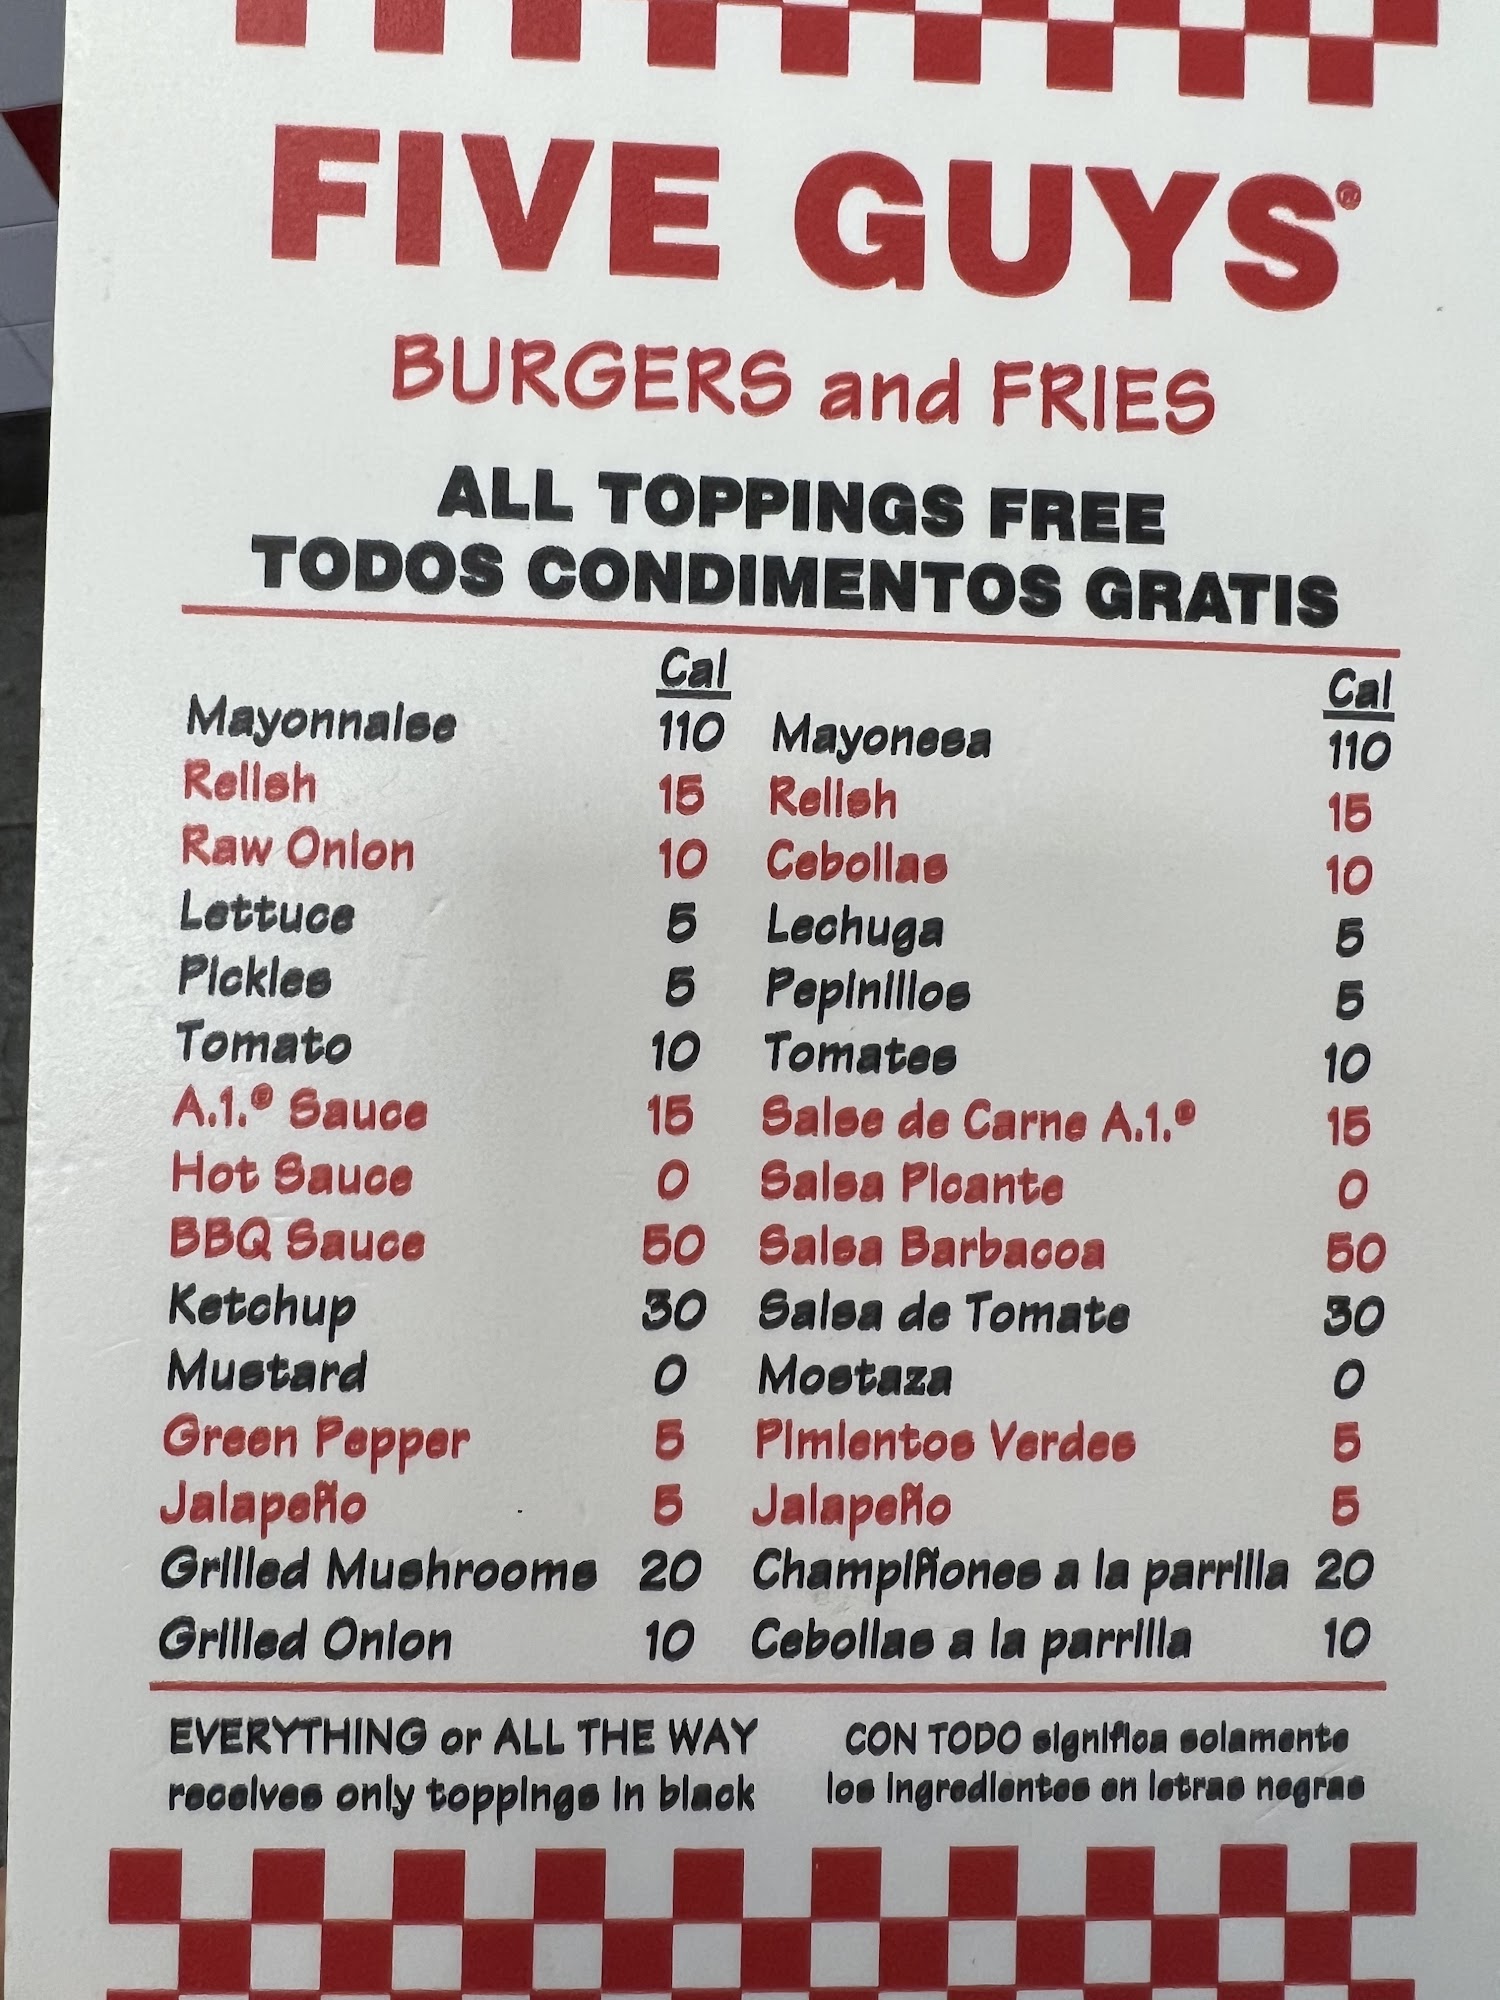 FIVE GUYS®
BURGERS and FRIES
ALL TOPPINGS FREE
TODOS CONDIMENTOS GRATIS
Cal Cal
Mayonnaise 110 Mayonesa 110
Relish 15 Relish 15
Raw Onion 10 Cebollas 10
Lettuce 5 Lechuga 5
Pickles 5 Pepinillos 5
Tomato 10 Tomates 10
A.1.® Sauce 15 Salse de Carne A.1.® 15
Hot Sauce 0 Salsa Picante 0
BBQ Sauce 50 Salsa Barbacoa 50
Ketchup 30 Salsa de Tomate 30
Mustard 0 Mostaza 0
Green Pepper 5 Pimientos Verdes 5
Jalapeño 5 Jalapeño 5
Grilled Mushrooms 20 Champiñones a la parrilla 20
Grilled Onion 10 Cebollas a la parrilla 10
EVERYTHING or ALL THE WAY
receives only toppings in black
CON TODO significa solamente
los ingredientes en letras negras